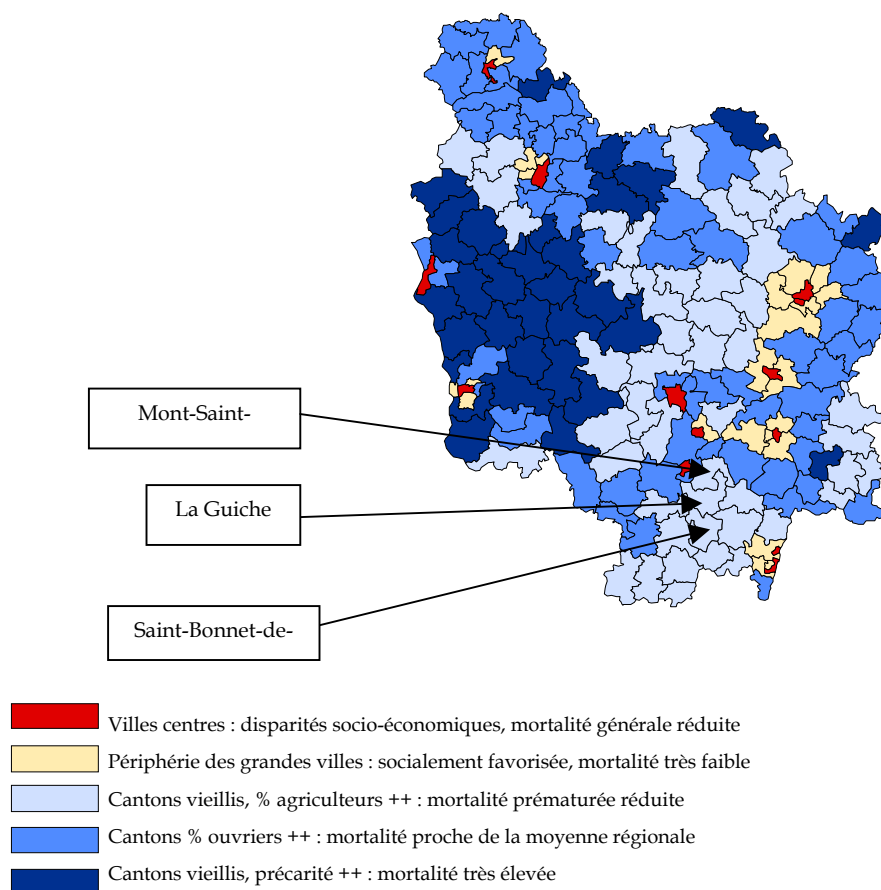 Mont-Saint-
La Guiche
Saint-Bonnet-de-
Villes centres : disparités socio-économiques, mortalité générale réduite
Périphérie des grandes villes : socialement favorisée, mortalité très faible
Cantons vieillis, % agriculteurs ++ : mortalité prématurée réduite
Cantons % ouvriers ++ : mortalité proche de la moyenne régionale
Cantons vieillis, précarité ++ : mortalité très élevée